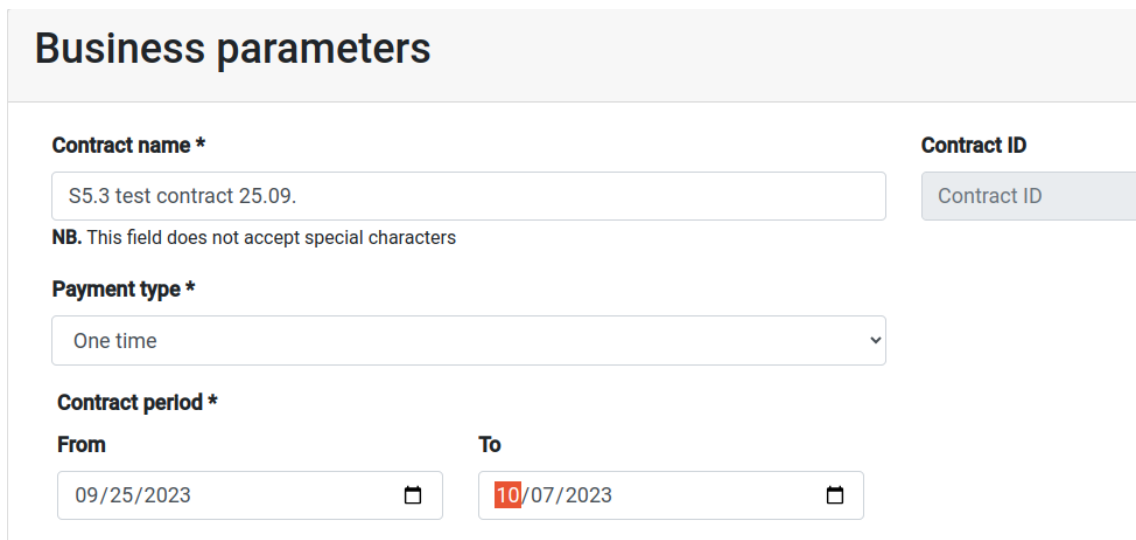 Business parameters
Contract name *
Contract ID
S5.3 test contract 25.09.
Contract ID
NB. This field does not accept special characters
Payment type *
One time
Contract period *
From
To
09/25/2023
10/07/2023